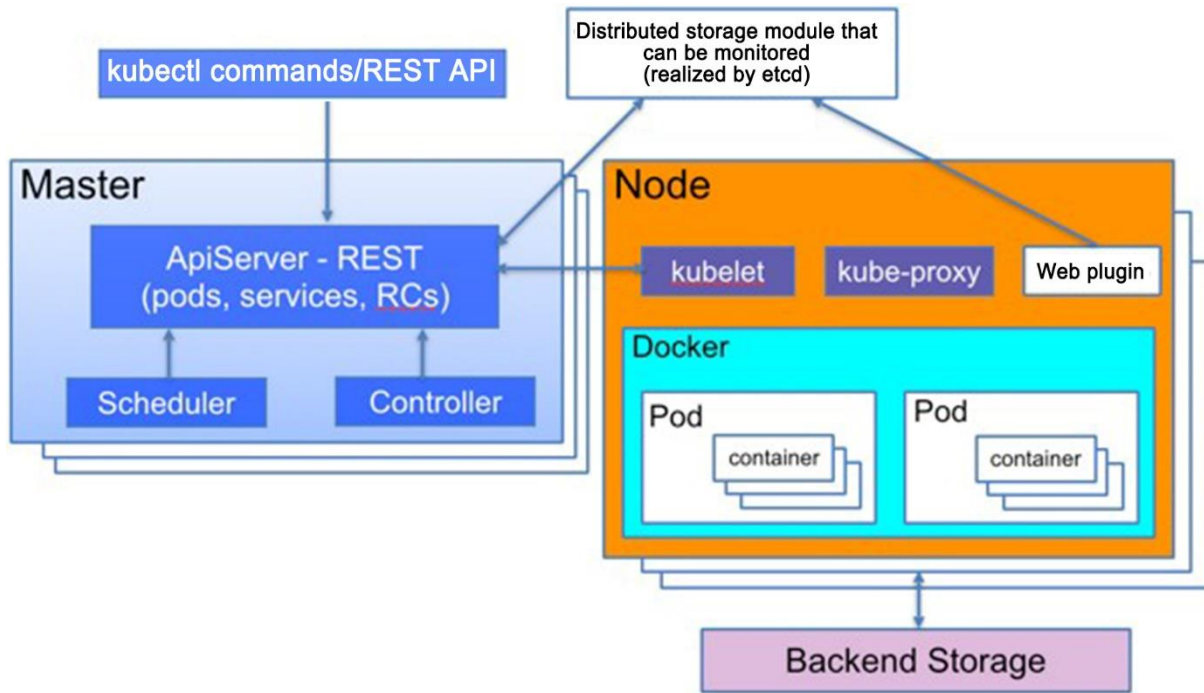 kubectl commands/REST API
Distributed storage module that
can be monitored
(realized by etcd)
Master
ApiServer - REST
(pods, services, RCs)
Scheduler
Controller
Node
kubelet
kube-proxy
Web plugin
Docker
Pod
container
Pod
container
Backend Storage